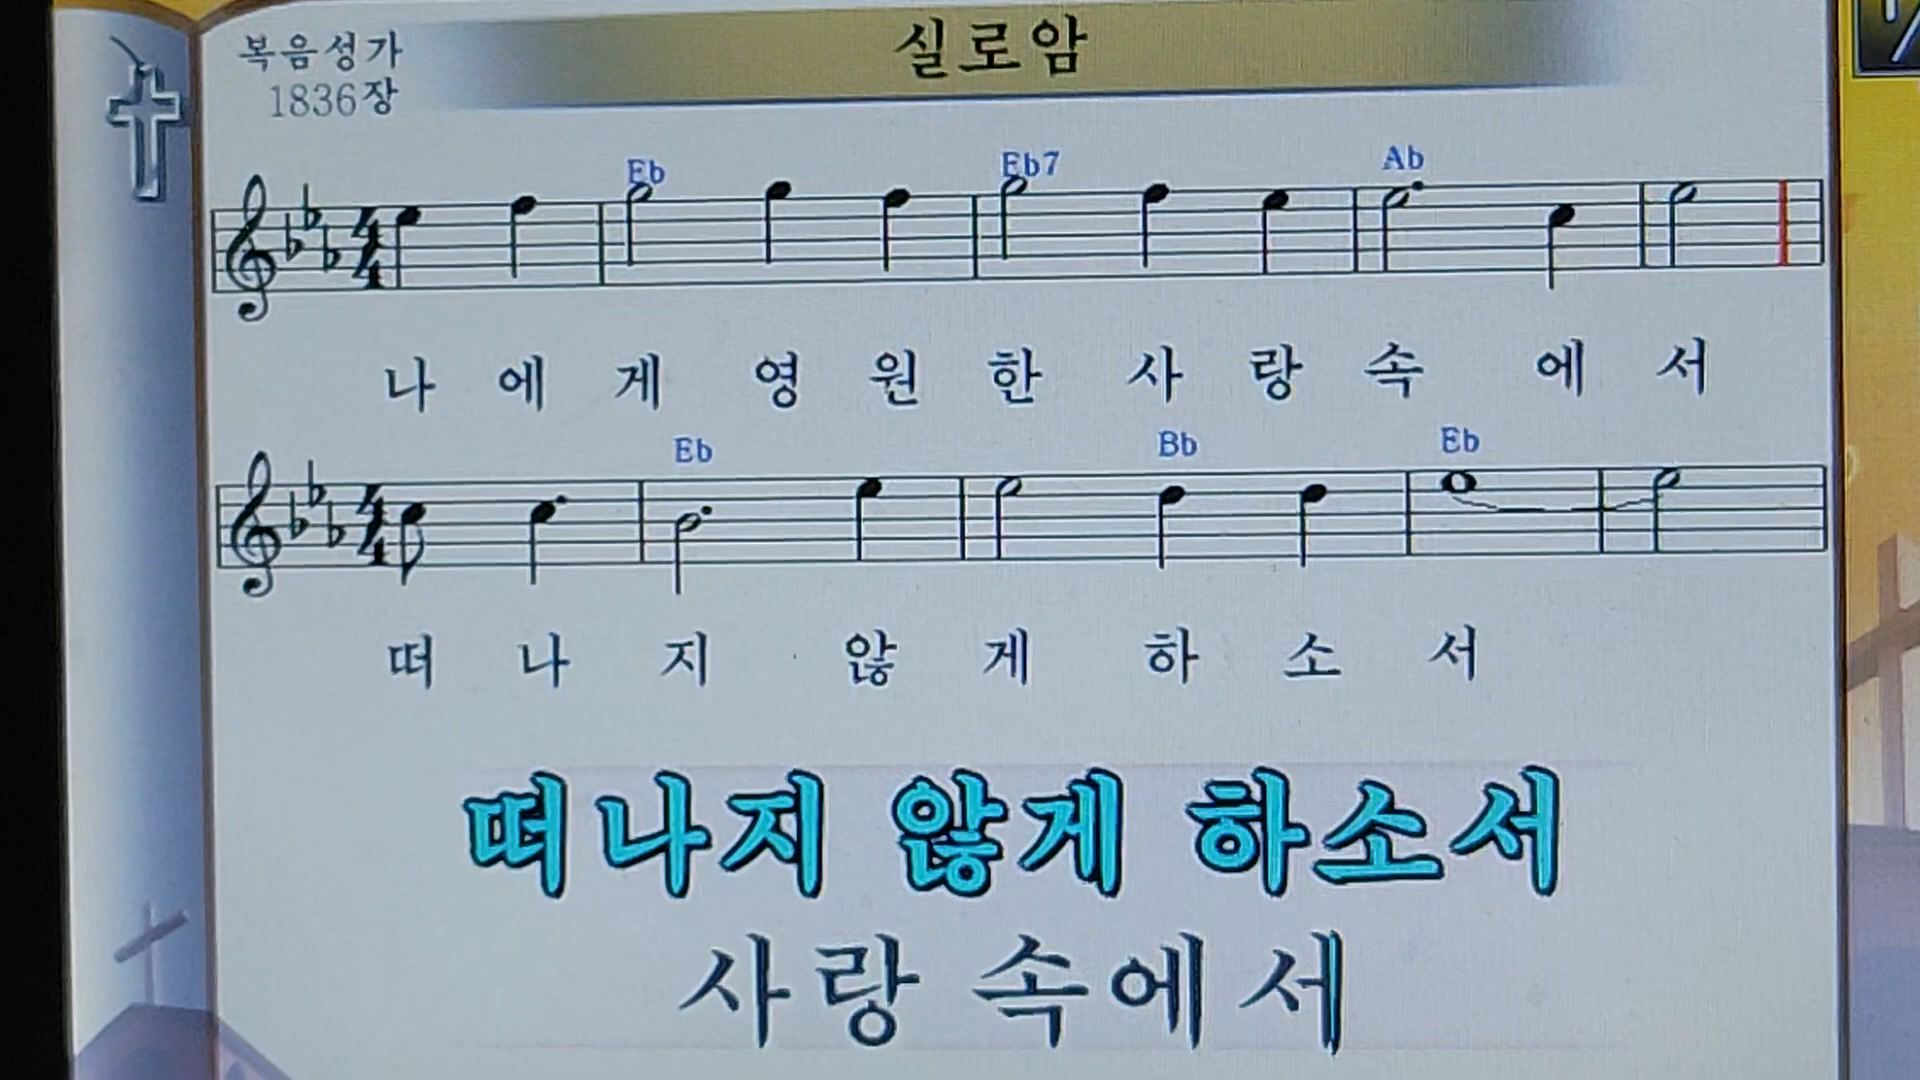 복음성가
1836장
실로암
Eb Eb7 Ab
나 에 게 영 원 한 사 랑 속 에 서
Eb Bb Eb
떠 나 지 않 게 하 소 서
떠나지 않게 하소서
사랑 속에서